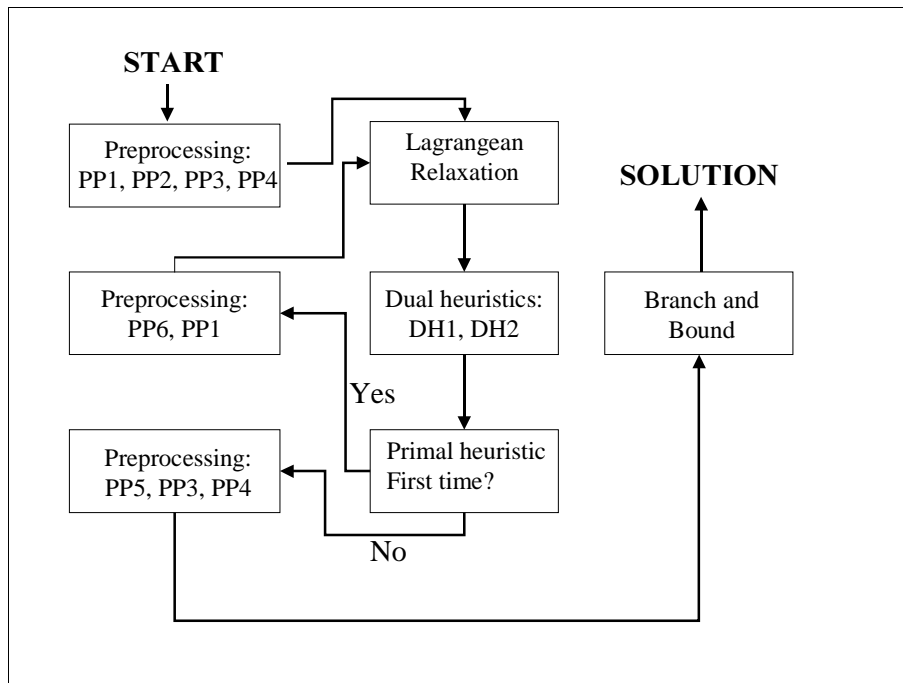 START
Preprocessing:
PP1, PP2, PP3, PP4
Lagrangean
Relaxation
SOLUTION
Preprocessing:
PP6, PP1
Dual heuristics:
DH1, DH2
Branch and
Bound
Yes
Preprocessing:
PP5, PP3, PP4
Primal heuristic
First time?
No